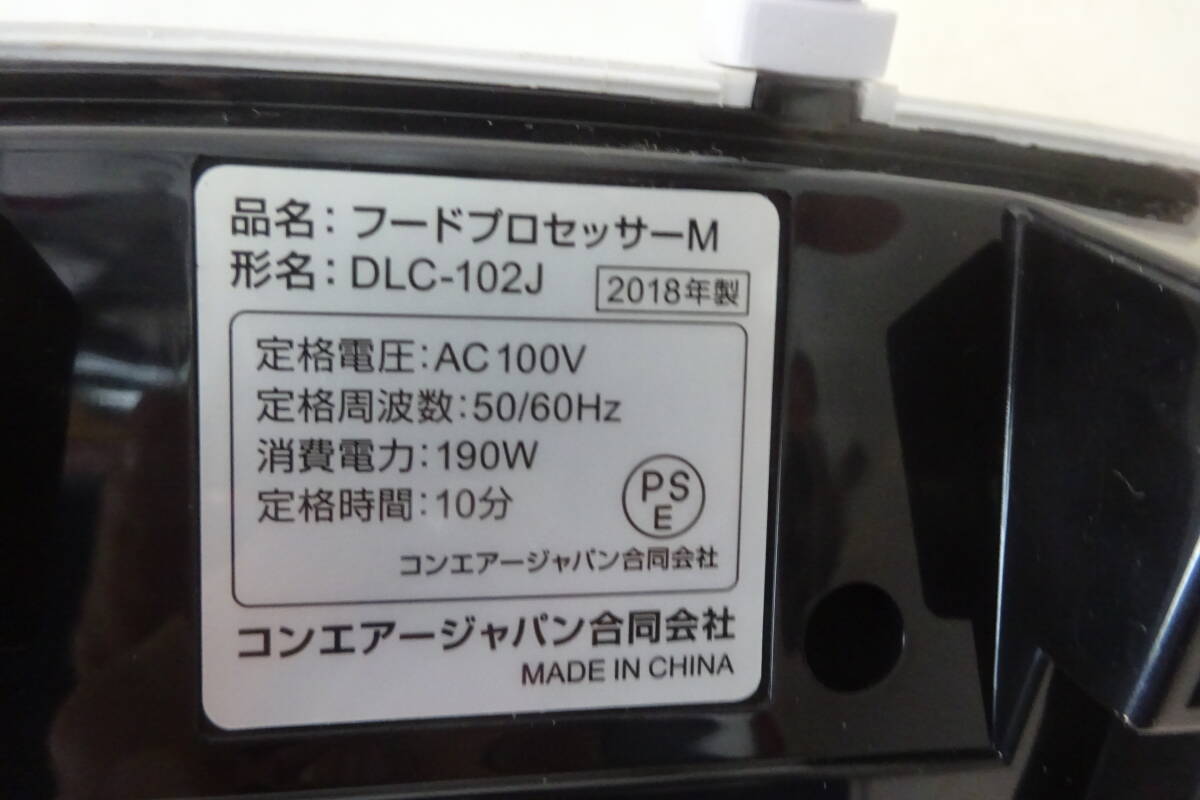 品名：フードプロセッサーM
形名：DLC-102J 2018年製
定格電圧：AC100V
定格周波数：50/60Hz
消費電力：190W
定格時間：10分
PS
E
コンエアージャパン合同会社
コンエアージャパン合同会社
MADE IN CHINA